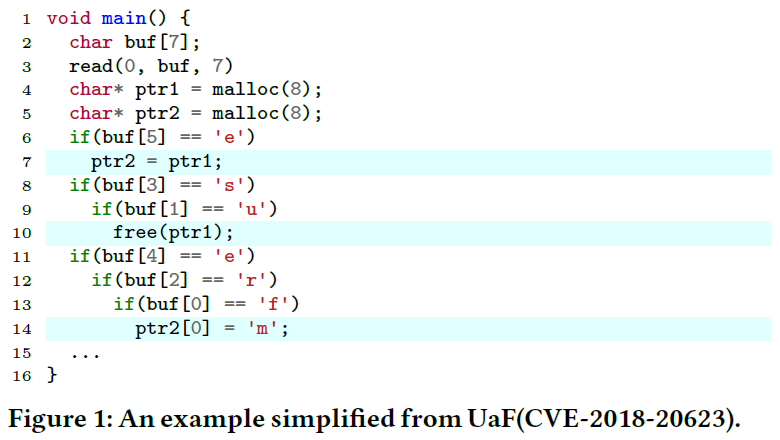 1 void main() {
2 char buf[7];
3 read(0, buf, 7)
4 char* ptr1 = malloc(8);
5 char* ptr2 = malloc(8);
6 if(buf[5] == 'e')
7 ptr2 = ptr1;
8 if(buf[3] == 's')
9 if(buf[1] == 'u')
10 free(ptr1);
11 if(buf[4] == 'e')
12 if(buf[2] == 'r')
13 if(buf[0] == 'f')
14 ptr2[0] = 'm';
15 ...
16 }
Figure 1: An example simplified from UaF(CVE-2018-20623).